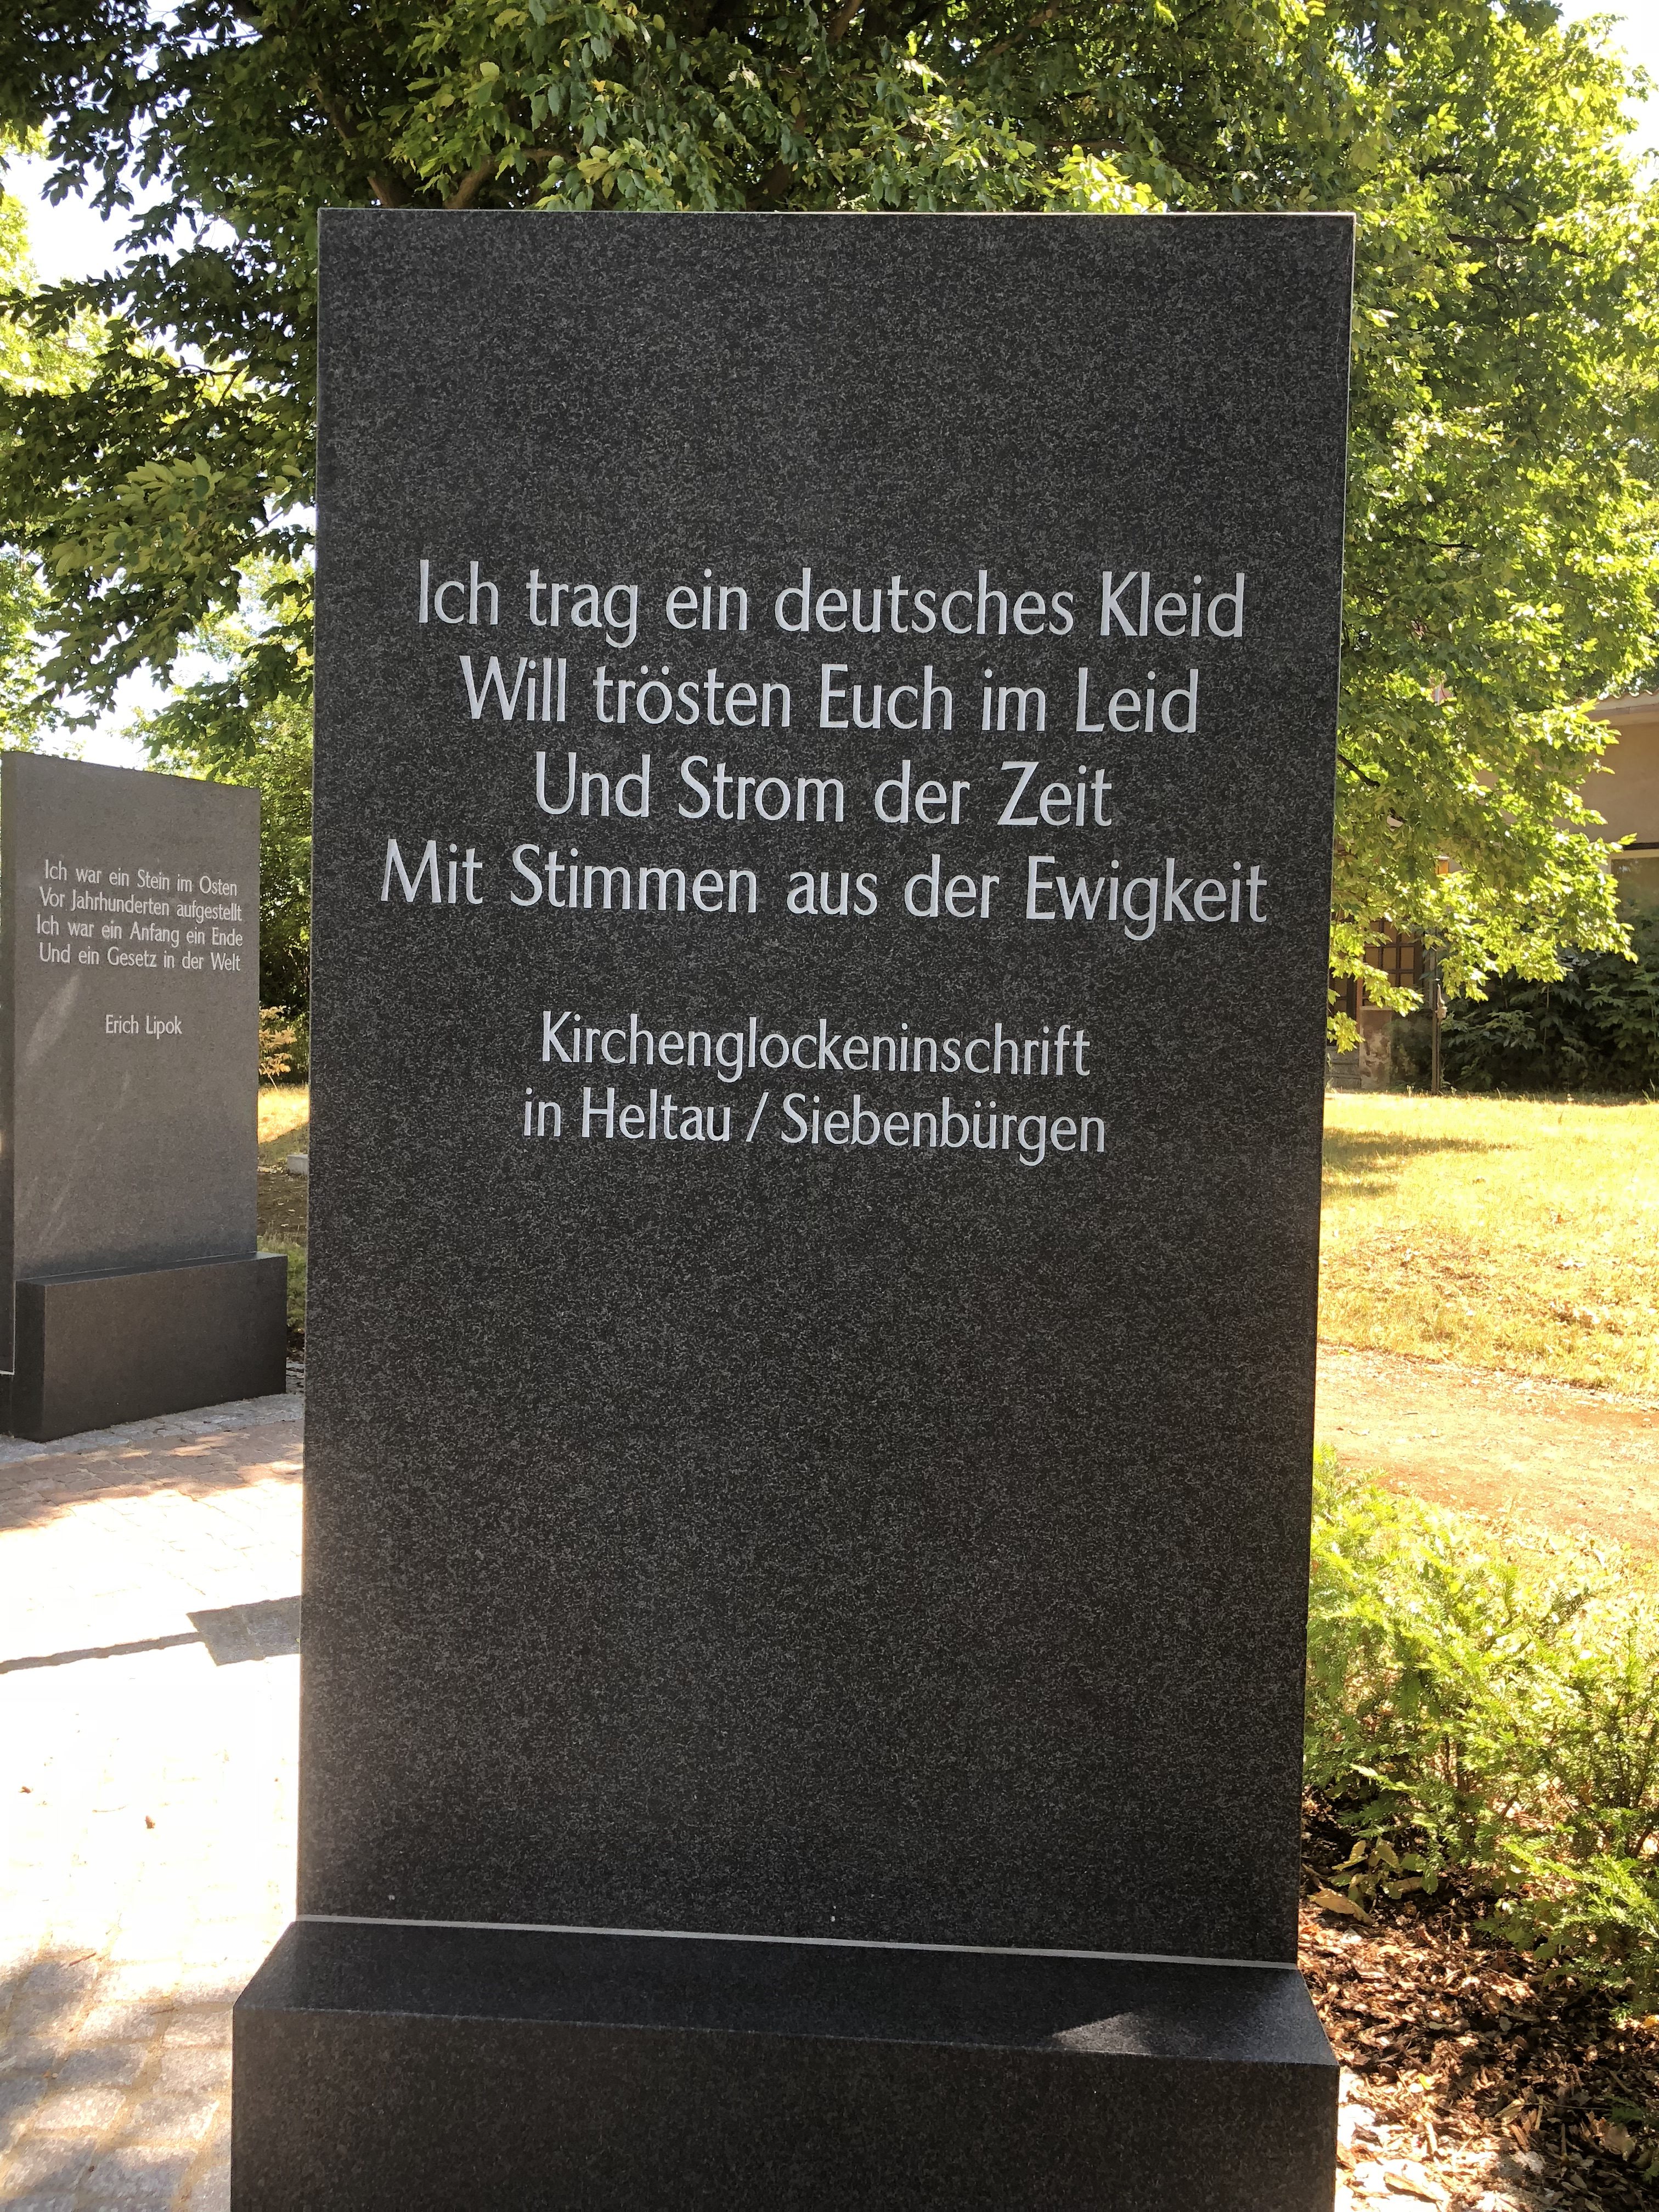 Ich trag ein deutsches Kleid
Will trösten Euch im Leid
Und Strom der Zeit
Mit Stimmen aus der Ewigkeit
Kirchenglockeninschrift
in Heltau / Siebenbürgen
Ich war ein Stein im Osten
Vor Jahrhunderten aufgestellt
Ich war ein Anfang ein Ende
Und ein Gesetz in der Welt
Erich Lipok